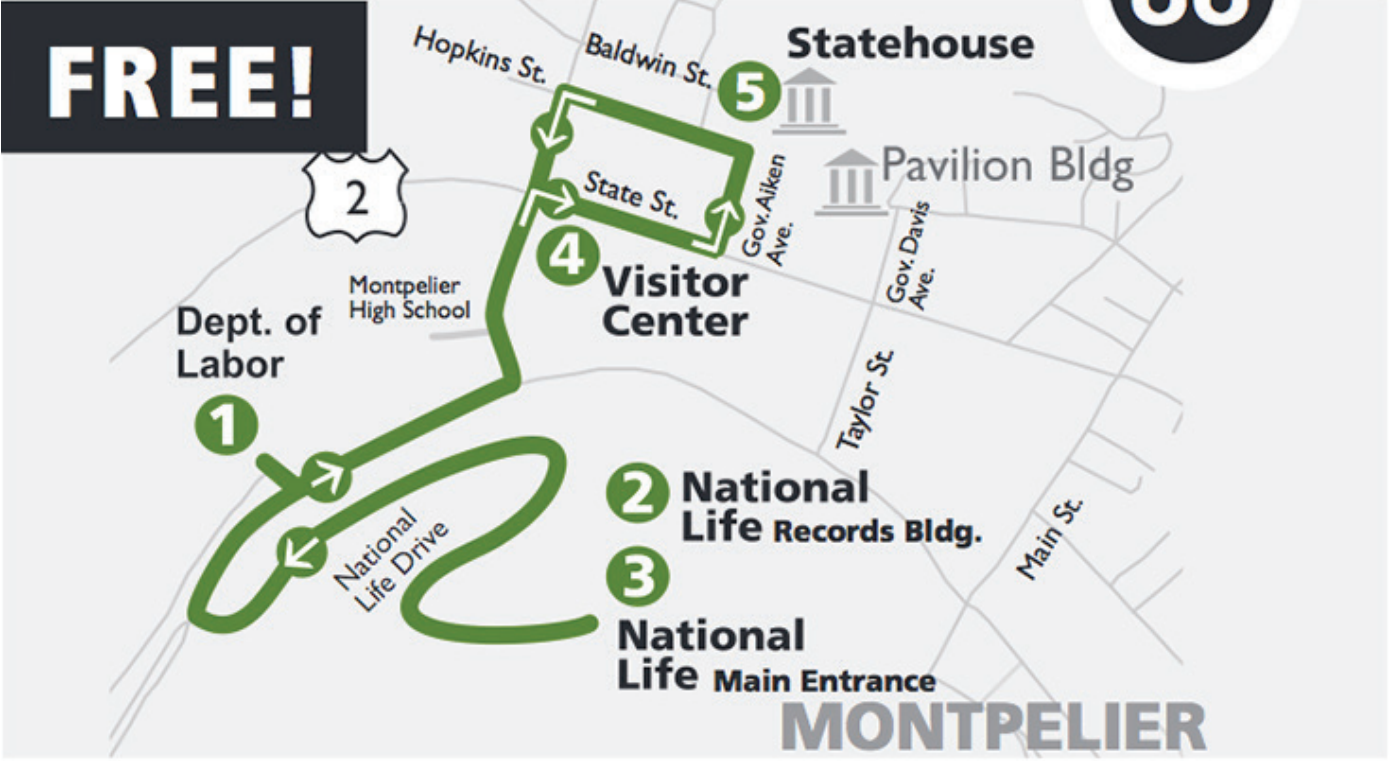 FREE!
Hopkins St.
Baldwin St.
5
Statehouse
Pavilion Bldg
2
State St.
Gov. Aiken
Ave.
Gov. Davis
Ave.
4
Visitor
Center
Montpelier
High School
Dept. of
Labor
1
Taylor St.
National
Life Drive
2
National
Life Records Bldg.
3
National
Life Main Entrance
Main St.
MONTPELIER